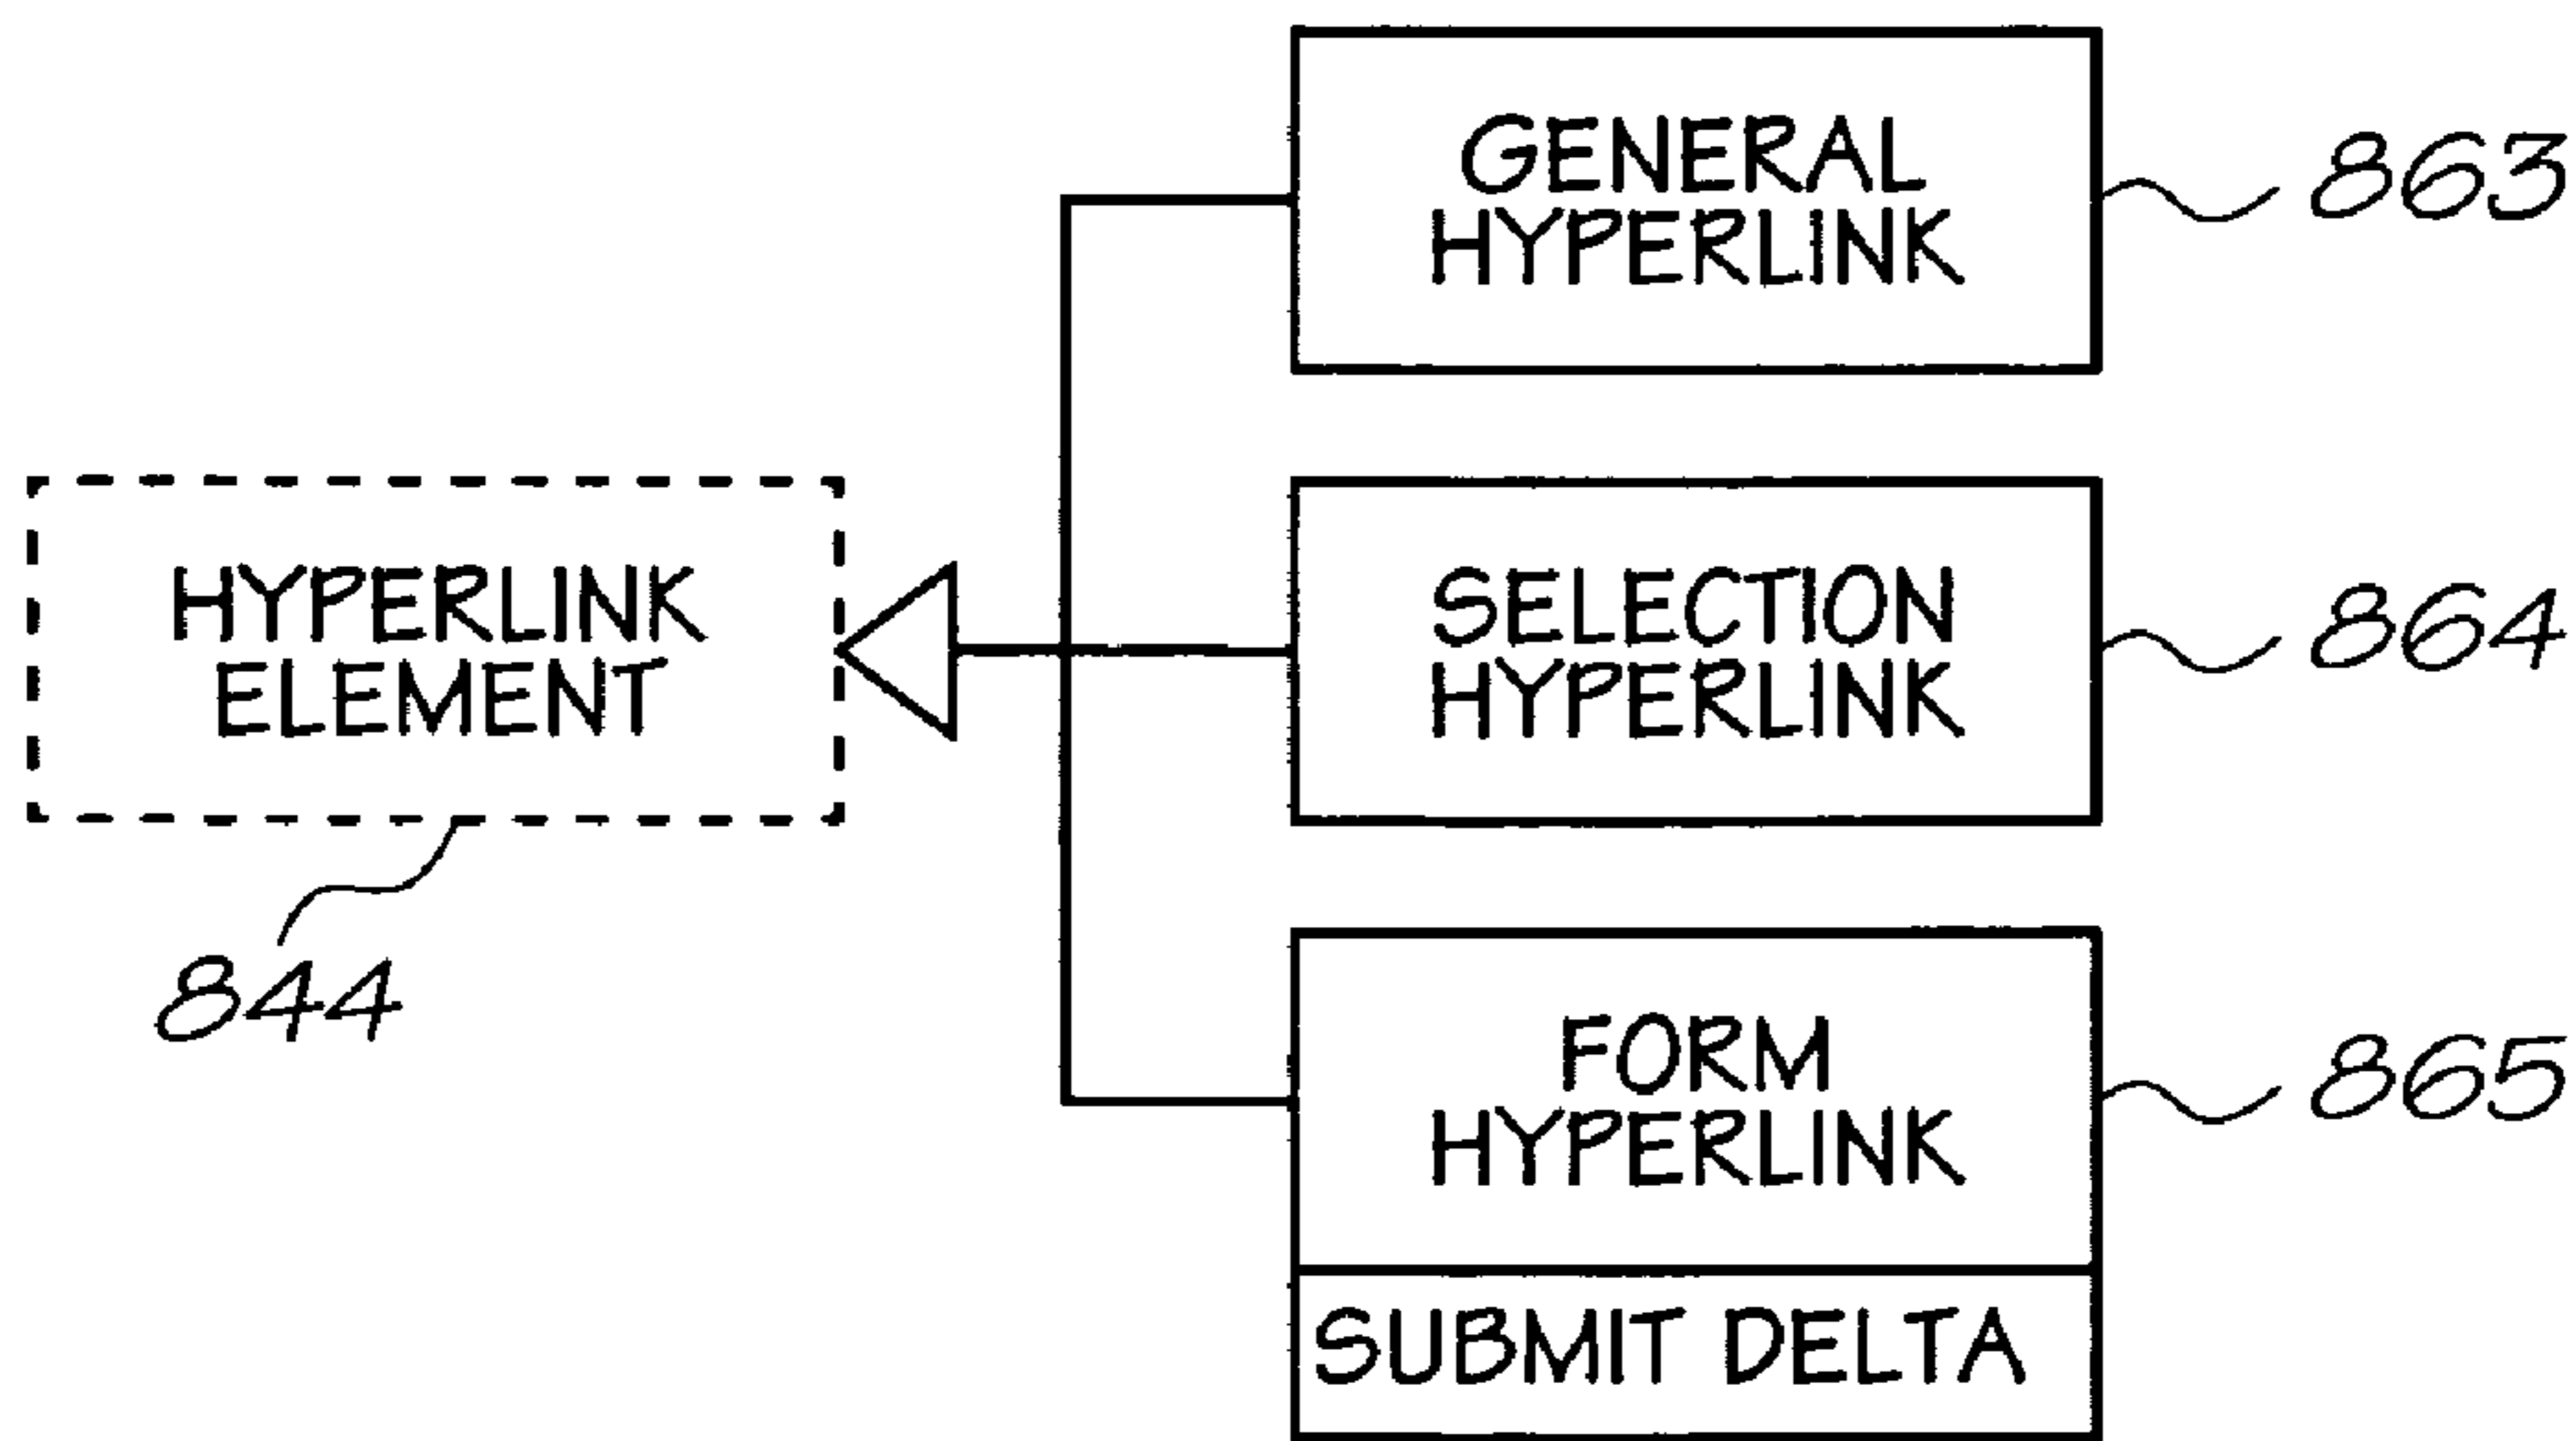 GENERAL
HYPERLINK
863
HYPERLINK
ELEMENT
844
SELECTION
HYPERLINK
864
FORM
HYPERLINK
865
SUBMIT DELTA